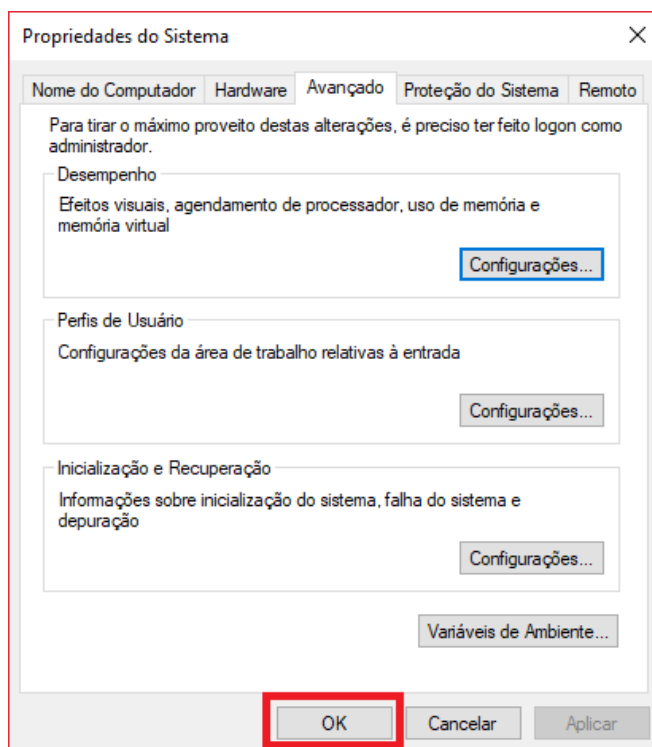 Propriedades do Sistema
Nome do Computador Hardware Avançado Proteção do Sistema Remoto
Para tirar o máximo proveito destas alterações, é preciso ter feito logon como
administrador.
Desempenho
Efeitos visuais, agendamento de processador, uso de memória e
memória virtual
Configurações...
Perfis de Usuário
Configurações da área de trabalho relativas à entrada
Configurações...
Inicialização e Recuperação
Informações sobre inicialização do sistema, falha do sistema e
depuração
Configurações...
Variáveis de Ambiente...
OK Cancelar Aplicar